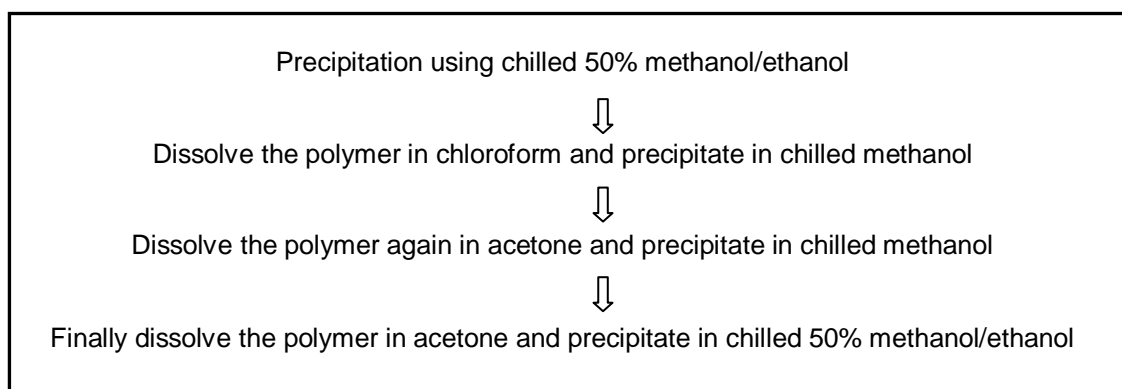 Precipitation using chilled 50% methanol/ethanol
Dissolve the polymer in chloroform and precipitate in chilled methanol
Dissolve the polymer again in acetone and precipitate in chilled methanol
Finally dissolve the polymer in acetone and precipitate in chilled 50% methanol/ethanol